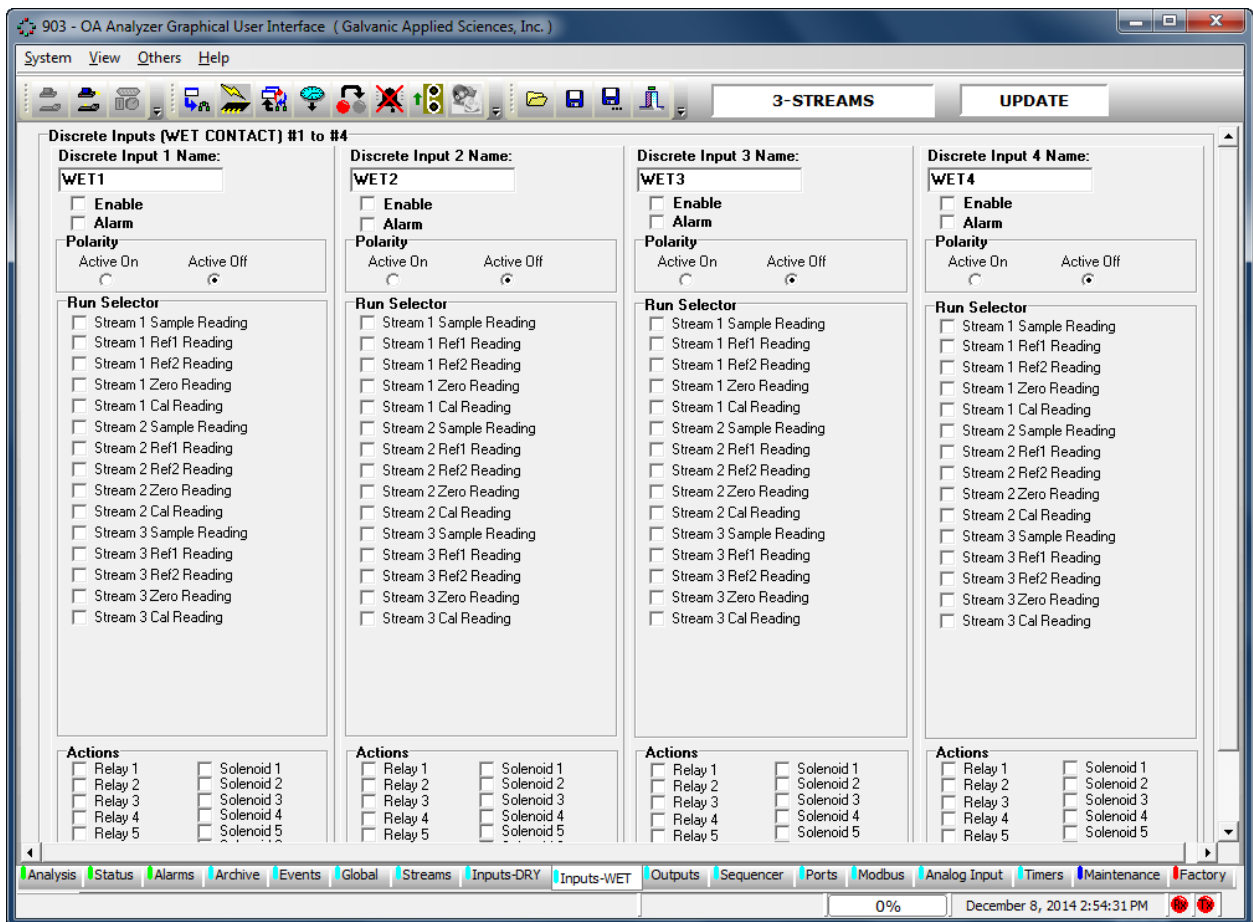 903 - OA Analyzer Graphical User Interface ( Galvanic Applied Sciences, Inc. )
System View Others Help
3-STREAMS UPDATE
Discrete Inputs (WET CONTACT) #1 to #4
Discrete Input 1 Name: Discrete Input 2 Name: Discrete Input 3 Name: Discrete Input 4 Name:
WET1 WET2 WET3 WET4
Enable Enable Enable Enable
Alarm Alarm Alarm Alarm
Polarity Polarity Polarity Polarity
Active On Active Off Active On Active Off Active On Active Off Active On Active Off
Run Selector Run Selector Run Selector Run Selector
Stream 1 Sample Reading Stream 1 Sample Reading Stream 1 Sample Reading Stream 1 Sample Reading
Stream 1 Ref1 Reading Stream 1 Ref1 Reading Stream 1 Ref1 Reading Stream 1 Ref1 Reading
Stream 1 Ref2 Reading Stream 1 Ref2 Reading Stream 1 Ref2 Reading Stream 1 Ref2 Reading
Stream 1 Zero Reading Stream 1 Zero Reading Stream 1 Zero Reading Stream 1 Zero Reading
Stream 1 Cal Reading Stream 1 Cal Reading Stream 1 Cal Reading Stream 1 Cal Reading
Stream 2 Sample Reading Stream 2 Sample Reading Stream 2 Sample Reading Stream 2 Sample Reading
Stream 2 Ref1 Reading Stream 2 Ref1 Reading Stream 2 Ref1 Reading Stream 2 Ref1 Reading
Stream 2 Ref2 Reading Stream 2 Ref2 Reading Stream 2 Ref2 Reading Stream 2 Ref2 Reading
Stream 2 Zero Reading Stream 2 Zero Reading Stream 2 Zero Reading Stream 2 Zero Reading
Stream 2 Cal Reading Stream 2 Cal Reading Stream 2 Cal Reading Stream 2 Cal Reading
Stream 3 Sample Reading Stream 3 Sample Reading Stream 3 Sample Reading Stream 3 Sample Reading
Stream 3 Ref1 Reading Stream 3 Ref1 Reading Stream 3 Ref1 Reading Stream 3 Ref1 Reading
Stream 3 Ref2 Reading Stream 3 Ref2 Reading Stream 3 Ref2 Reading Stream 3 Ref2 Reading
Stream 3 Zero Reading Stream 3 Zero Reading Stream 3 Zero Reading Stream 3 Zero Reading
Stream 3 Cal Reading Stream 3 Cal Reading Stream 3 Cal Reading Stream 3 Cal Reading
Actions Actions Actions Actions
Relay 1 Solenoid 1 Relay 1 Solenoid 1 Relay 1 Solenoid 1 Relay 1 Solenoid 1
Relay 2 Solenoid 2 Relay 2 Solenoid 2 Relay 2 Solenoid 2 Relay 2 Solenoid 2
Relay 3 Solenoid 3 Relay 3 Solenoid 3 Relay 3 Solenoid 3 Relay 3 Solenoid 3
Relay 4 Solenoid 4 Relay 4 Solenoid 4 Relay 4 Solenoid 4 Relay 4 Solenoid 4
Relay 5 Solenoid 5 Relay 5 Solenoid 5 Relay 5 Solenoid 5 Relay 5 Solenoid 5
Analysis Status Alarms Archive Events Global Streams Inputs-DRY Inputs-WET Outputs Sequencer Ports Modbus Analog Input Timers Maintenance Factory
0% December 8, 2014 2:54:31 PM Rx Tx